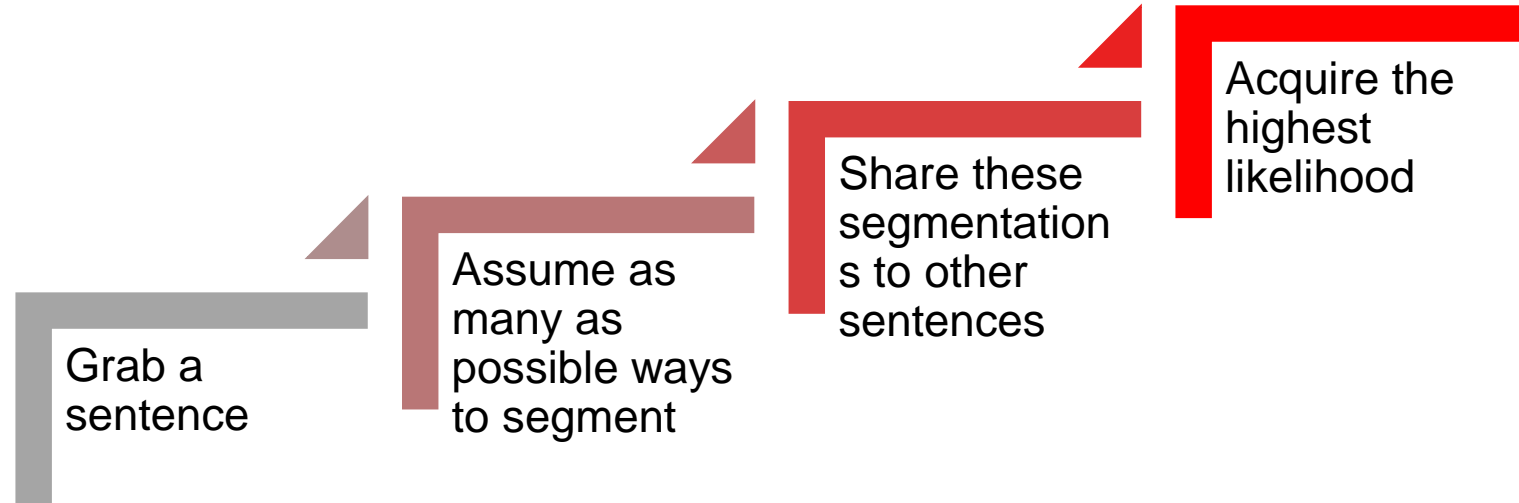 Grab a
sentence
Assume as
many as
possible ways
to segment
Share these
segmentation
s to other
sentences
Acquire the
highest
likelihood